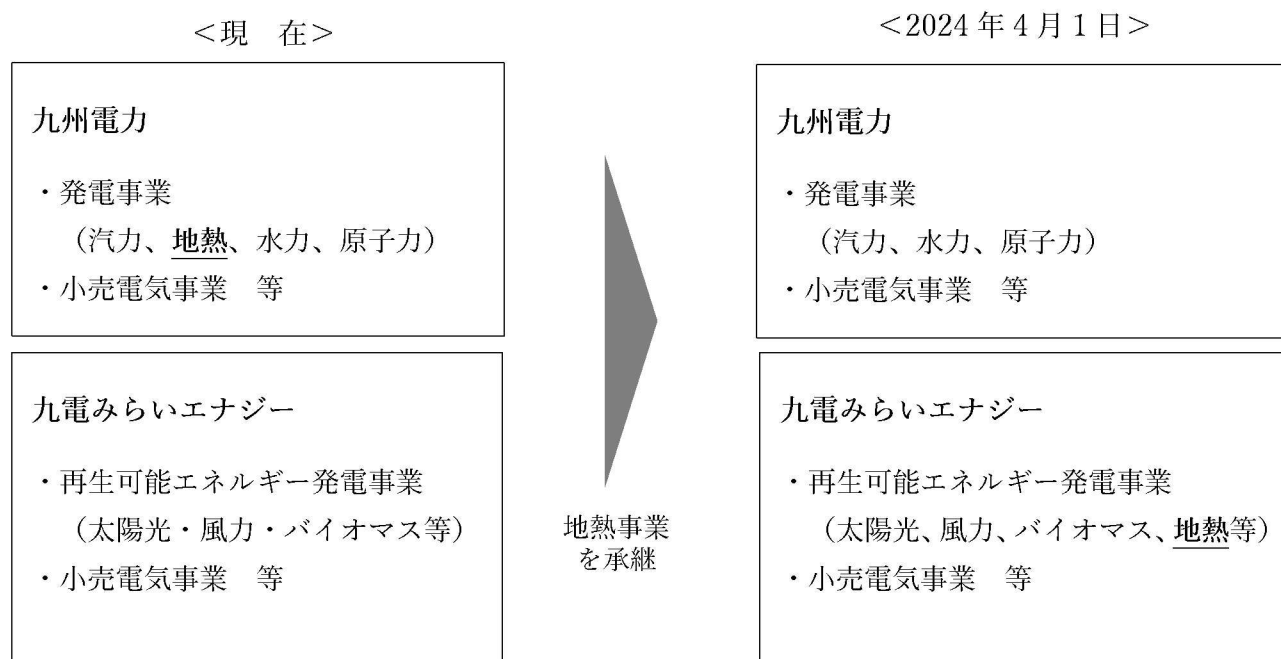 ＜現　在＞
九州電力
・発電事業
（汽力、地熱、水力、原子力）
・小売電気事業　等
九電みらいエナジー
・再生可能エネルギー発電事業
（太陽光・風力・バイオマス等）
・小売電気事業　等
地熱事業
を承継
＜2024 年 4 月 1 日＞
九州電力
・発電事業
（汽力、水力、原子力）
・小売電気事業　等
九電みらいエナジー
・再生可能エネルギー発電事業
（太陽光、風力、バイオマス、地熱等）
・小売電気事業　等